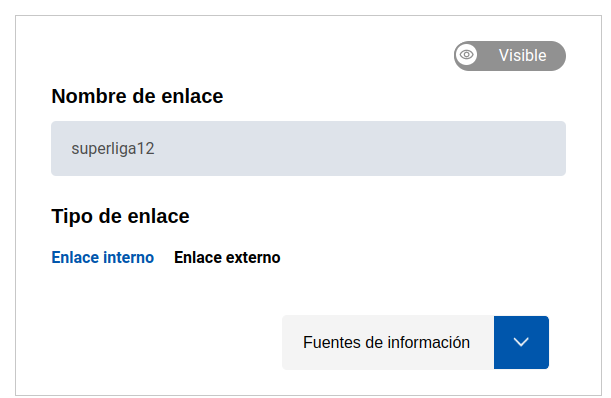 Visible
Nombre de enlace
superliga12
Tipo de enlace
Enlace interno Enlace externo
Fuentes de información